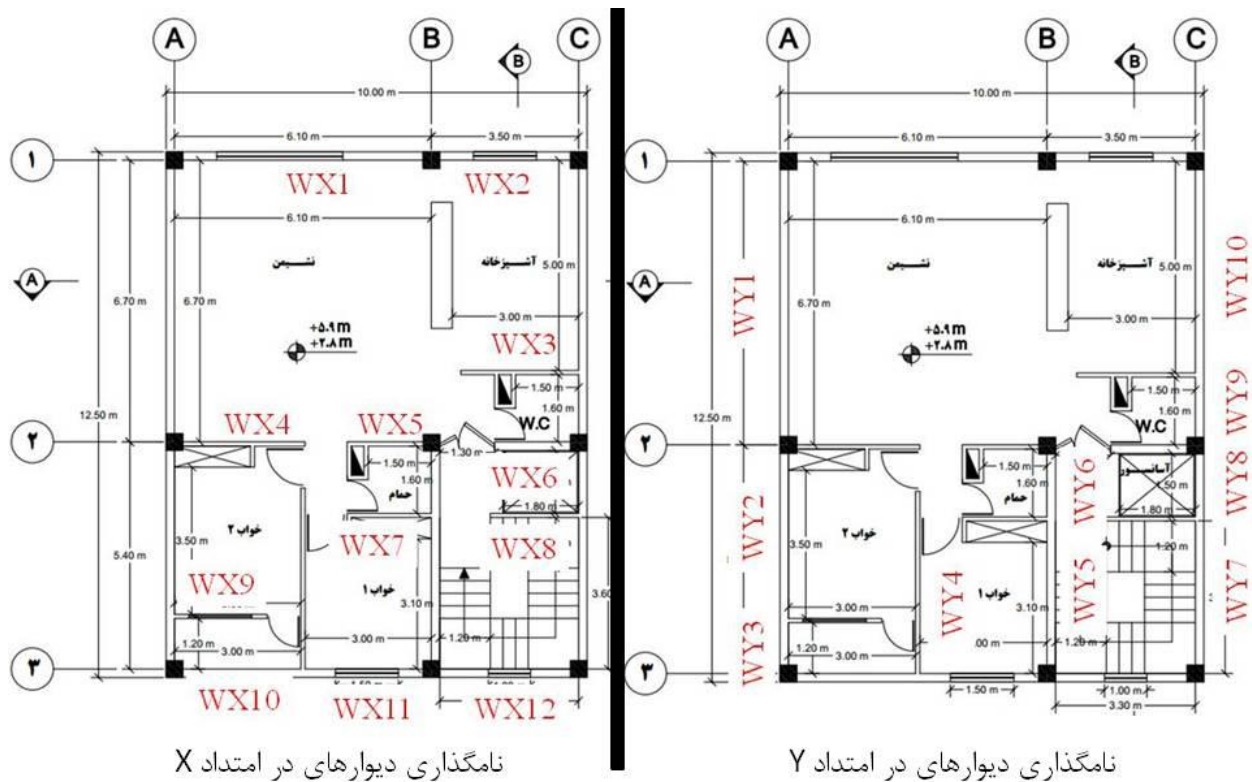 A B C
B
10.00 m
6.10 m 3.50 m
۱
WX1 WX2
6.10 m
نشیمن
آشپزخانه
5.00 m
A
6.70 m
6.70 m
3.00 m
+۵.۹m
+۲.۸m
WX3
1.50 m
1.60 m
12.50 m
W.C
WX4 WX5
۲
1.30 m
1.50 m
1.60 m
WX6
حمام
1.80 m
خواب ۲
3.50 m
WX7 WX8
5.40 m
WX9
خواب ۱
3.10 m
3.60
1.20 m
3.00 m
3.00 m
1.20 m
۳
WX10 WX11 WX12
1.50 m
نامگذاری دیوارهای در امتداد X
A B C
B
10.00 m
6.10 m 3.50 m
۱
6.10 m
نشیمن
آشپزخانه
5.00 m
WY10
WY1
A
6.70 m
3.00 m
+۵.۹m
+۲.۸m
1.50 m
1.60 m
WY9
12.50 m
W.C
۲
1.50 m
1.60 m
WY6
آسانسور
1.50 m
WY8
حمام
1.80 m
WY2
خواب ۲
3.50 m
1.20 m
WY4
خواب ۱
3.10 m
WY5
WY7
WY3
1.20 m
3.00 m
.00 m
1.20 m
۳
1.50 m
1.00 m
3.30 m
نامگذاری دیوارهای در امتداد Y